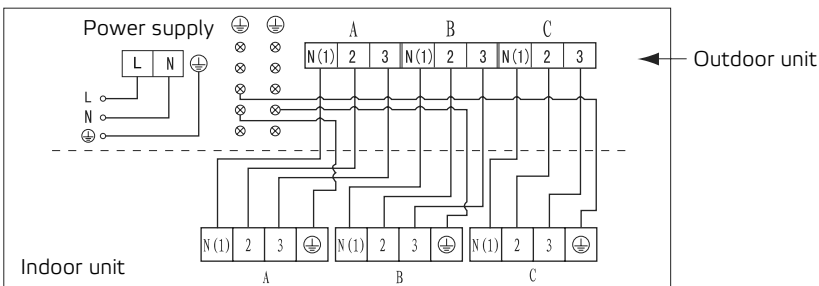 Power supply
A B C
L N
N(1) 2 3 N(1) 2 3 N(1) 2 3
Outdoor unit
L
N
N(1) 2 3 N(1) 2 3 N(1) 2 3
Indoor unit
A B C